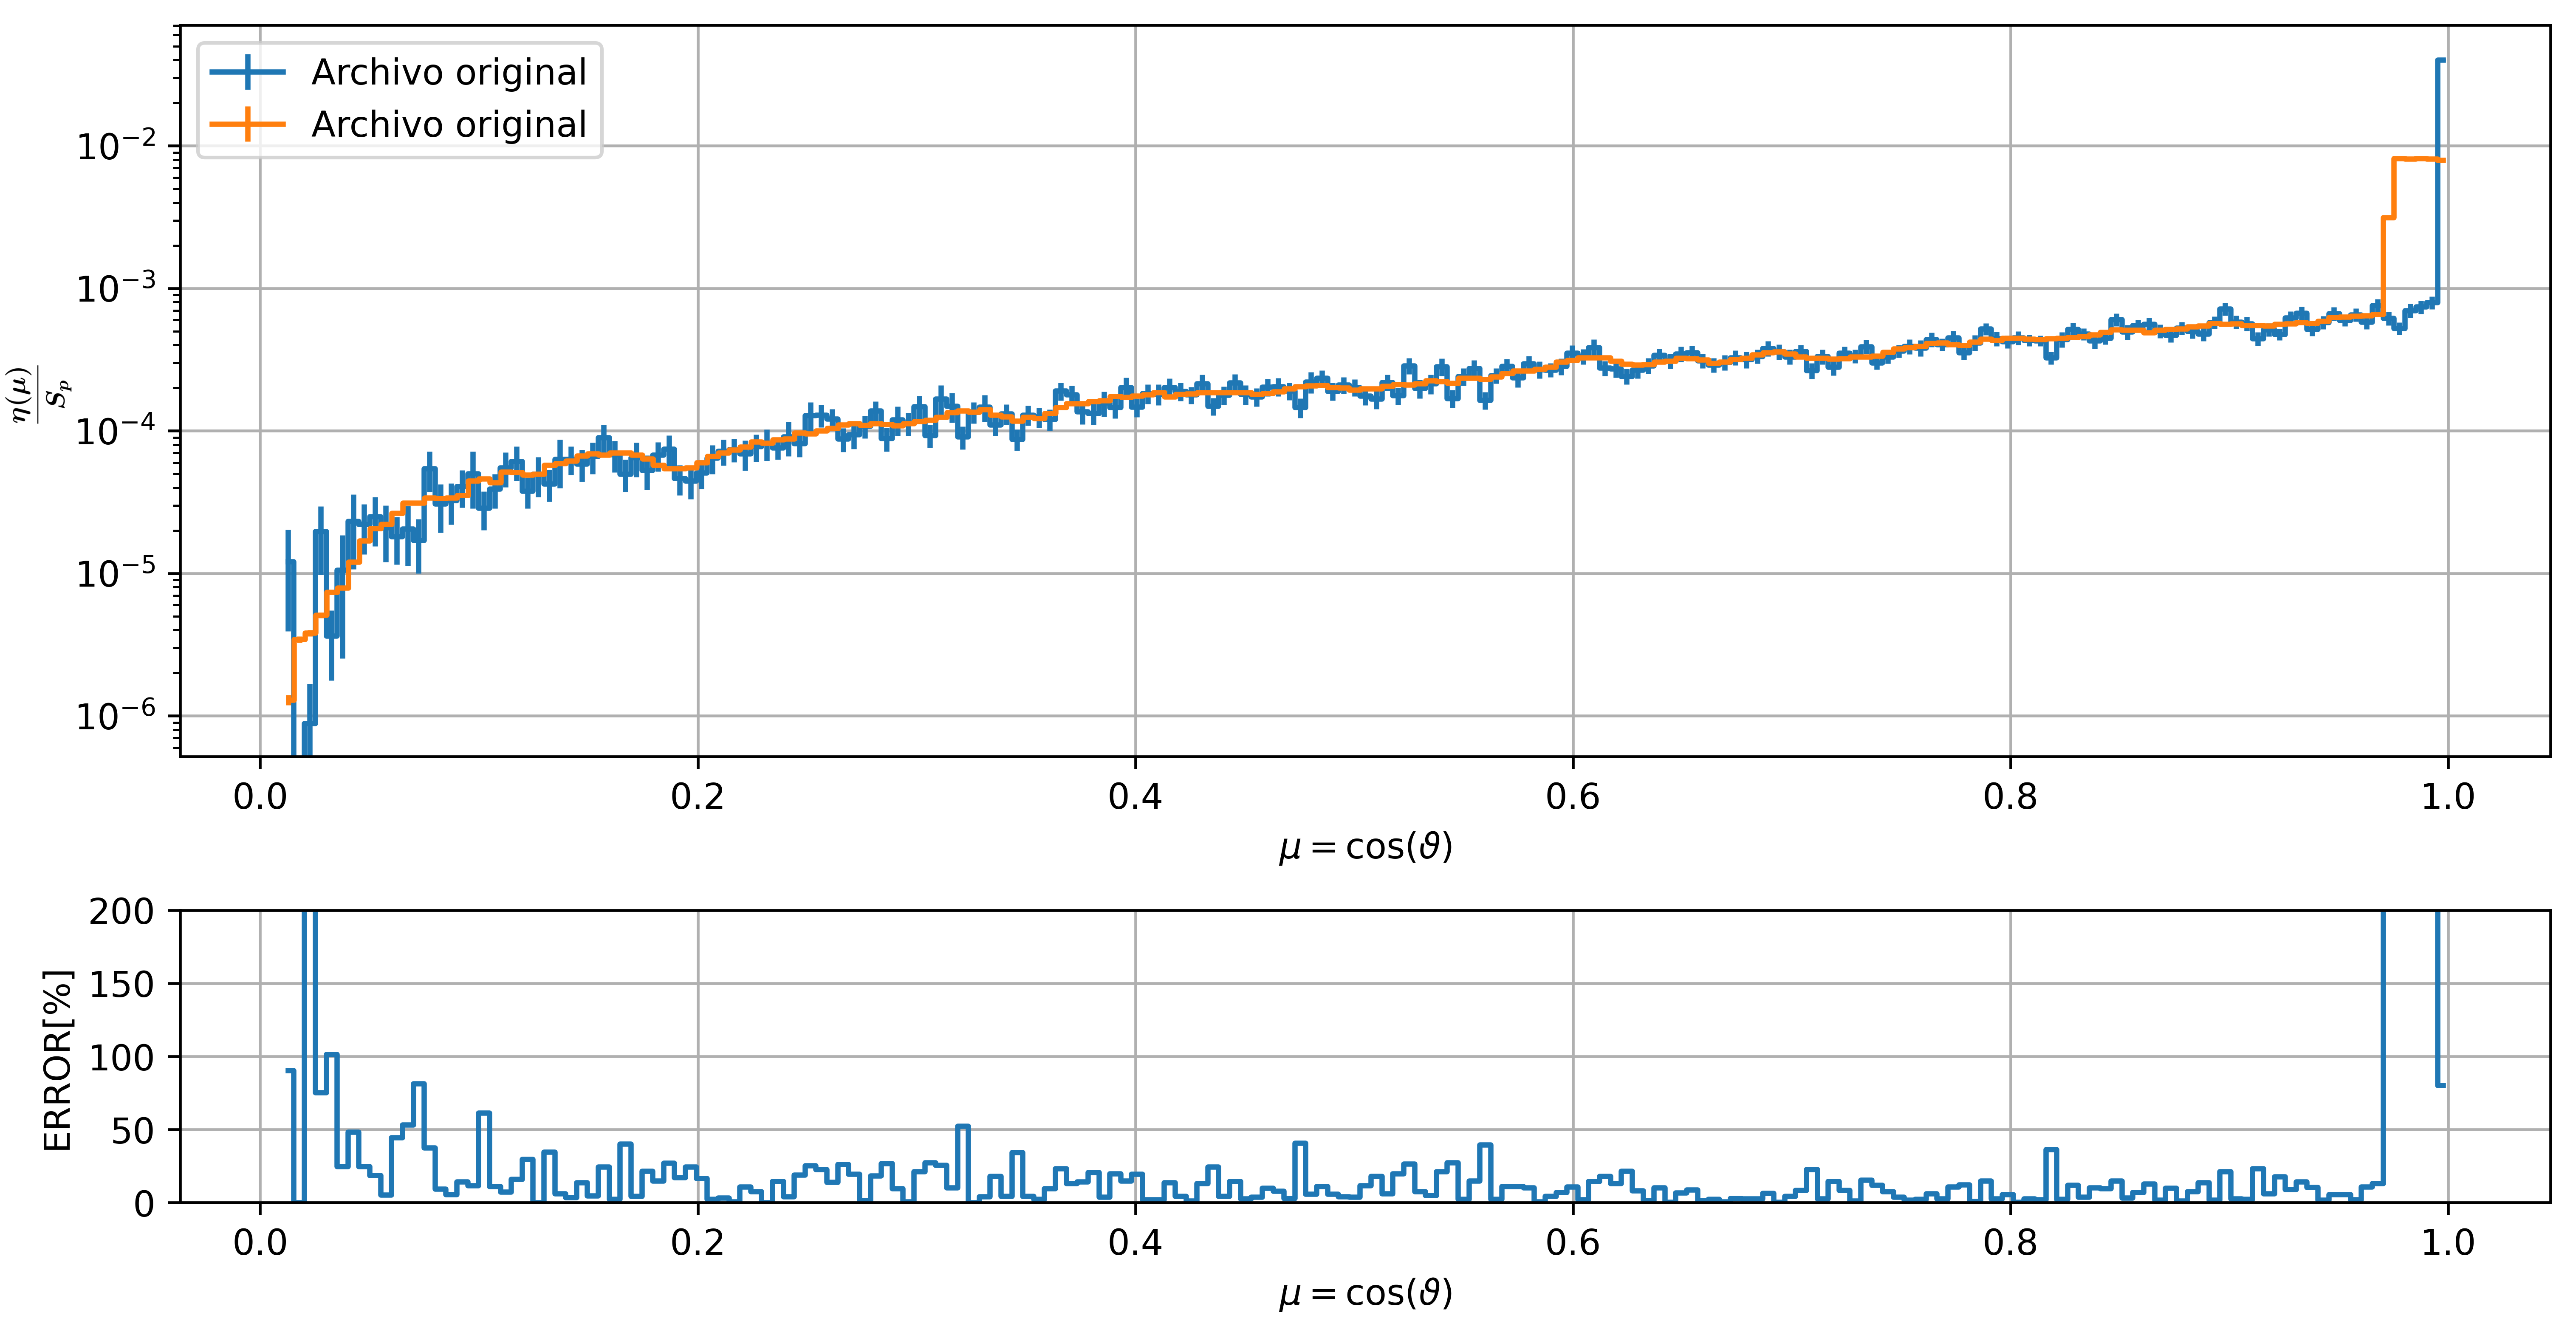 Archivo original
Archivo original
10⁻²
10⁻³
10⁻⁴
10⁻⁵
10⁻⁶
η(μ)
Sₚ
0.0 0.2 0.4 0.6 0.8 1.0
μ = cos(ϑ)
200
150
100
50
0
ERROR[%]
0.0 0.2 0.4 0.6 0.8 1.0
μ = cos(ϑ)